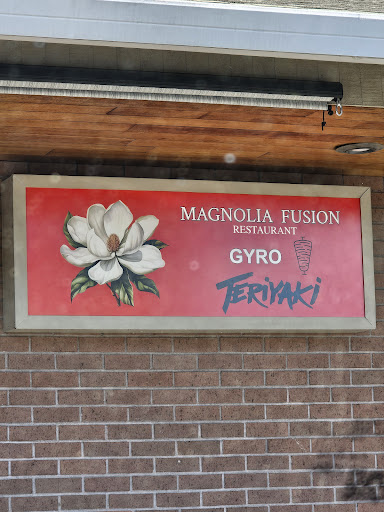 MAGNOLIA FUSION
RESTAURANT
GYRO
TERiYAKi